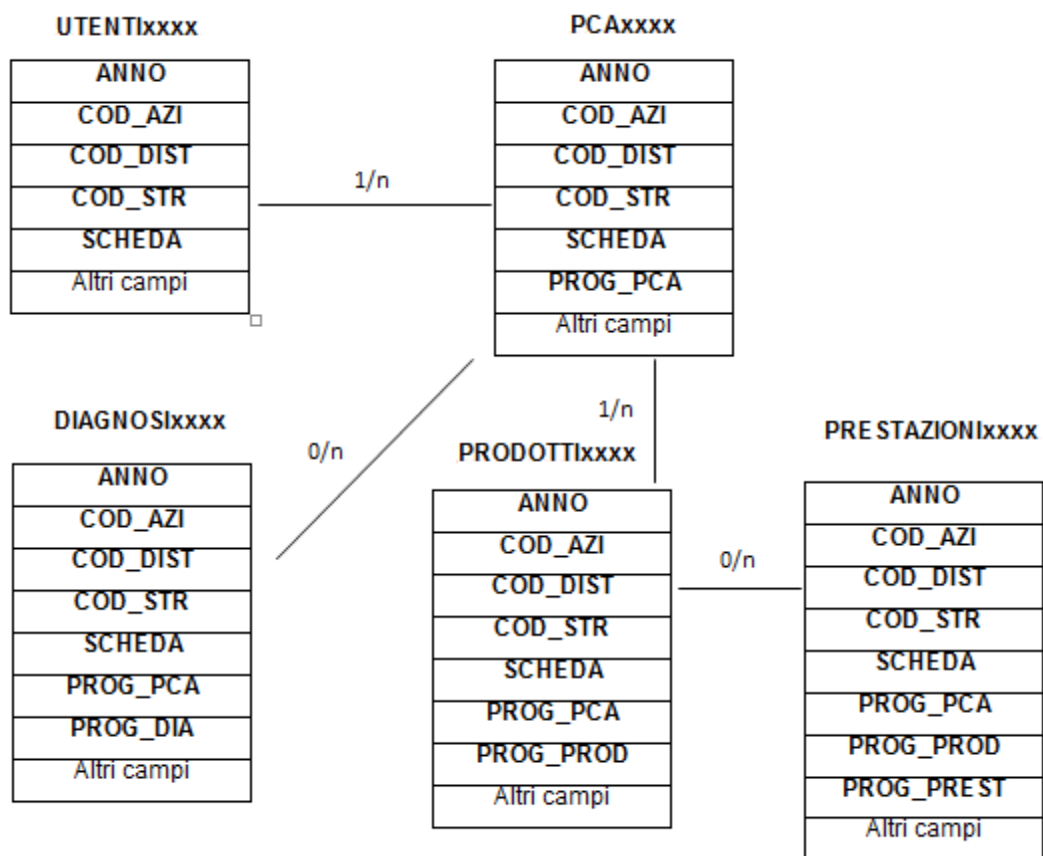 UTENTIxxxx
ANNO
COD_AZI
COD_DIST
COD_STR
SCHEDA
Altri campi
1/n
PCAxxxx
ANNO
COD_AZI
COD_DIST
COD_STR
SCHEDA
PROG_PCA
Altri campi
0/n
1/n
DIAGNOSIxxxx
ANNO
COD_AZI
COD_DIST
COD_STR
SCHEDA
PROG_PCA
PROG_DIA
Altri campi
PRODOTTIxxxx
ANNO
COD_AZI
COD_DIST
COD_STR
SCHEDA
PROG_PCA
PROG_PROD
Altri campi
0/n
PRESTAZIONIxxxx
ANNO
COD_AZI
COD_DIST
COD_STR
SCHEDA
PROG_PCA
PROG_PROD
PROG_PREST
Altri campi